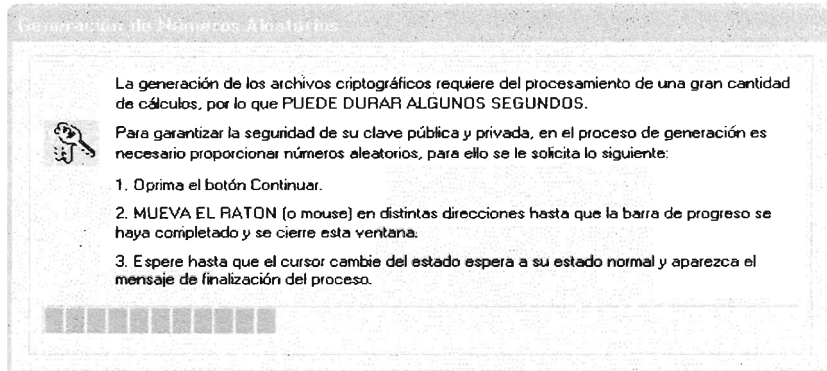 Generación de Números Aleatorios
La generación de los archivos criptográficos requiere del procesamiento de una gran cantidad
de cálculos, por lo que PUEDE DURAR ALGUNOS SEGUNDOS.
Para garantizar la seguridad de su clave pública y privada, en el proceso de generación es
necesario proporcionar números aleatorios, para ello se le solicita lo siguiente:
1. Oprima el botón Continuar.
2. MUEVA EL RATON (o mouse) en distintas direcciones hasta que la barra de progreso se
haya completado y se cierre esta ventana.
3. Espere hasta que el cursor cambie del estado espera a su estado normal y aparezca el
mensaje de finalización del proceso.